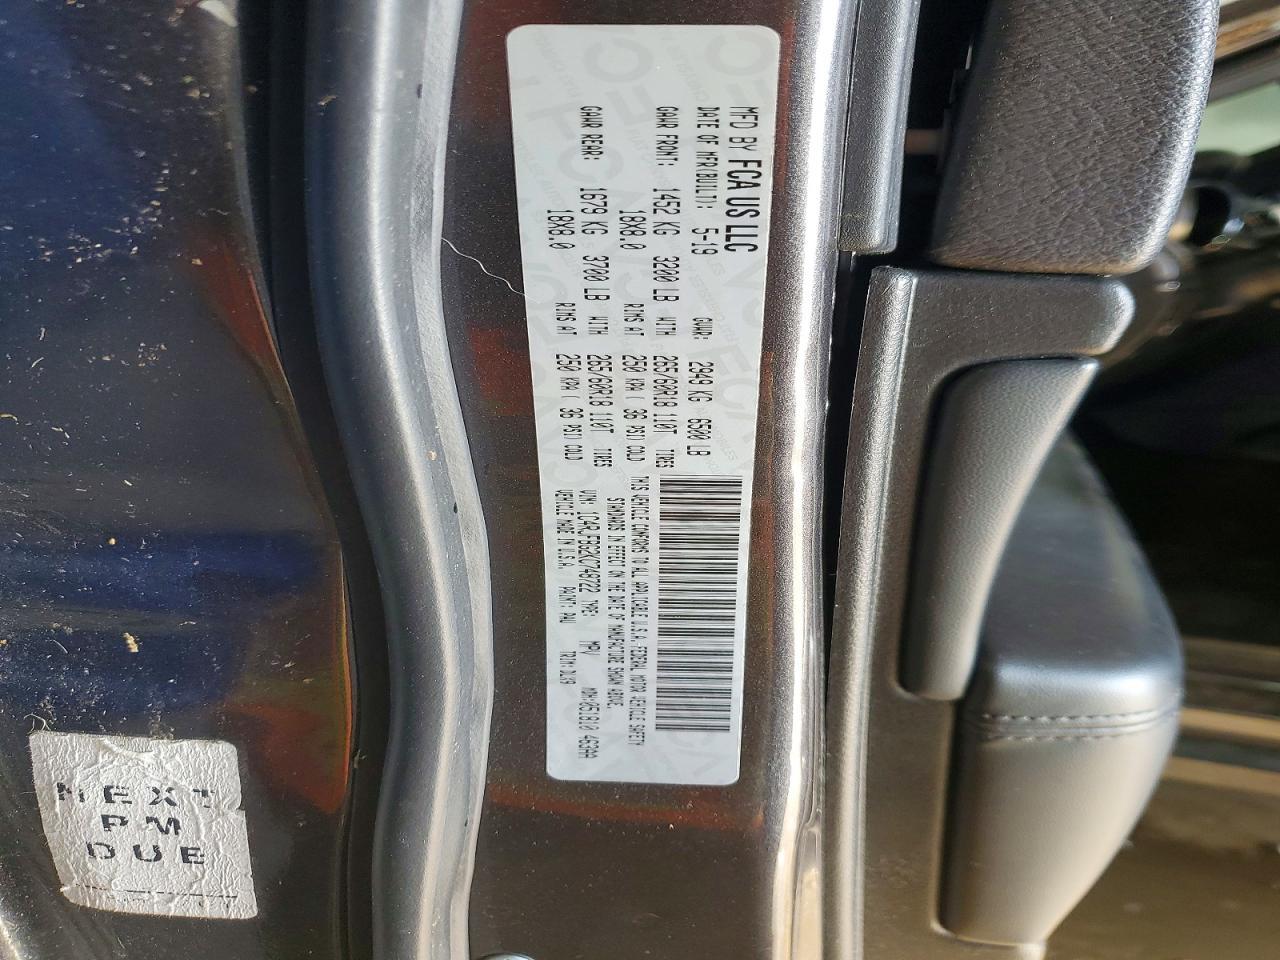 MFD BY FCA US LLC
DATE OF MFR(BUILT): 5-19 GVWR: 2949 KG 6500 LB
GAWR FRONT: 1452 KG 3200 LB WITH 265/60R18 110T TIRES
18X8.0 RIMS AT 250 KPA( 36 PSI) COLD
GAWR REAR: 1679 KG 3700 LB WITH 265/60R18 110T TIRES
18X8.0 RIMS AT 250 KPA( 36 PSI) COLD
THIS VEHICLE CONFORMS TO ALL APPLICABLE U.S.A. FEDERAL MOTOR VEHICLE SAFETY
STANDARDS IN EFFECT ON THE DATE OF MANUFACTURE SHOWN ABOVE.
VIN: TYPE: MPV
VEHICLE MADE IN U.S.A. PAINT: PAU TRIM:
NEXT
PM
DUE